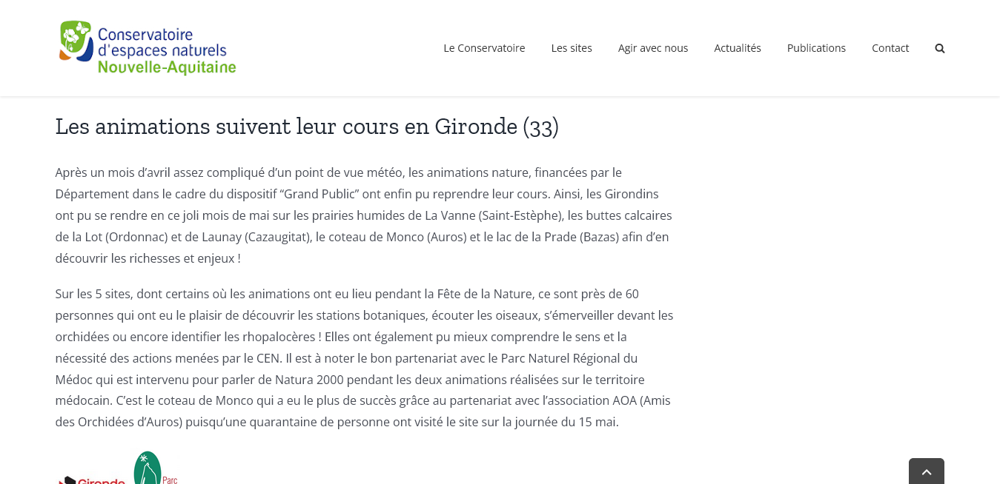 Conservatoire
d'espaces naturels
Nouvelle-Aquitaine
Le Conservatoire Les sites Agir avec nous Actualités Publications Contact
Les animations suivent leur cours en Gironde (33)
Après un mois d’avril assez compliqué d’un point de vue météo, les animations nature, financées par le
Département dans le cadre du dispositif “Grand Public” ont enfin pu reprendre leur cours. Ainsi, les Girondins
ont pu se rendre en ce joli mois de mai sur les prairies humides de La Vanne (Saint-Estèphe), les buttes calcaires
de la Lot (Ordonnac) et de Launay (Cazaugitat), le coteau de Monco (Auros) et le lac de la Prade (Bazas) afin d’en
découvrir les richesses et enjeux !
Sur les 5 sites, dont certains où les animations ont eu lieu pendant la Fête de la Nature, ce sont près de 60
personnes qui ont eu le plaisir de découvrir les stations botaniques, écouter les oiseaux, s’émerveiller devant les
orchidées ou encore identifier les rhopalocères ! Elles ont également pu mieux comprendre le sens et la
nécessité des actions menées par le CEN. Il est à noter le bon partenariat avec le Parc Naturel Régional du
Médoc qui est intervenu pour parler de Natura 2000 pendant les deux animations réalisées sur le territoire
médocain. C’est le coteau de Monco qui a eu le plus de succès grâce au partenariat avec l’association AOA (Amis
des Orchidées d’Auros) puisqu’une quarantaine de personne ont visité le site sur la journée du 15 mai.
Gironde Parc